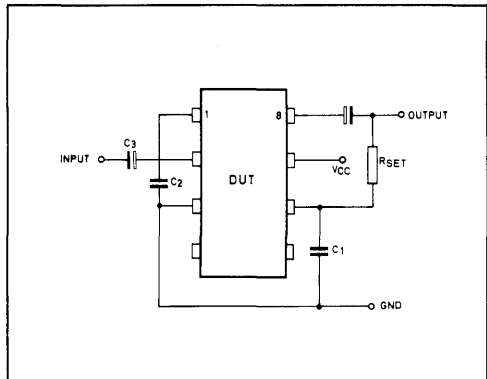 1
8
OUTPUT
C3
INPUT
RSET
VCC
C2
DUT
C1
GND